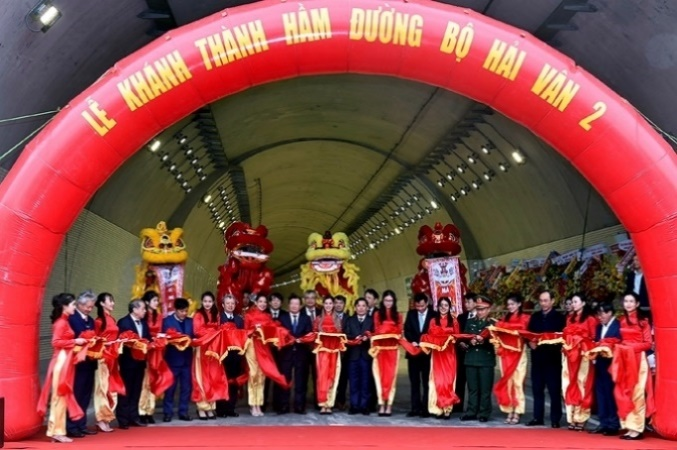 LỄ KHÁNH THÀNH HẦM ĐƯỜNG BỘ HẢI VÂN 2